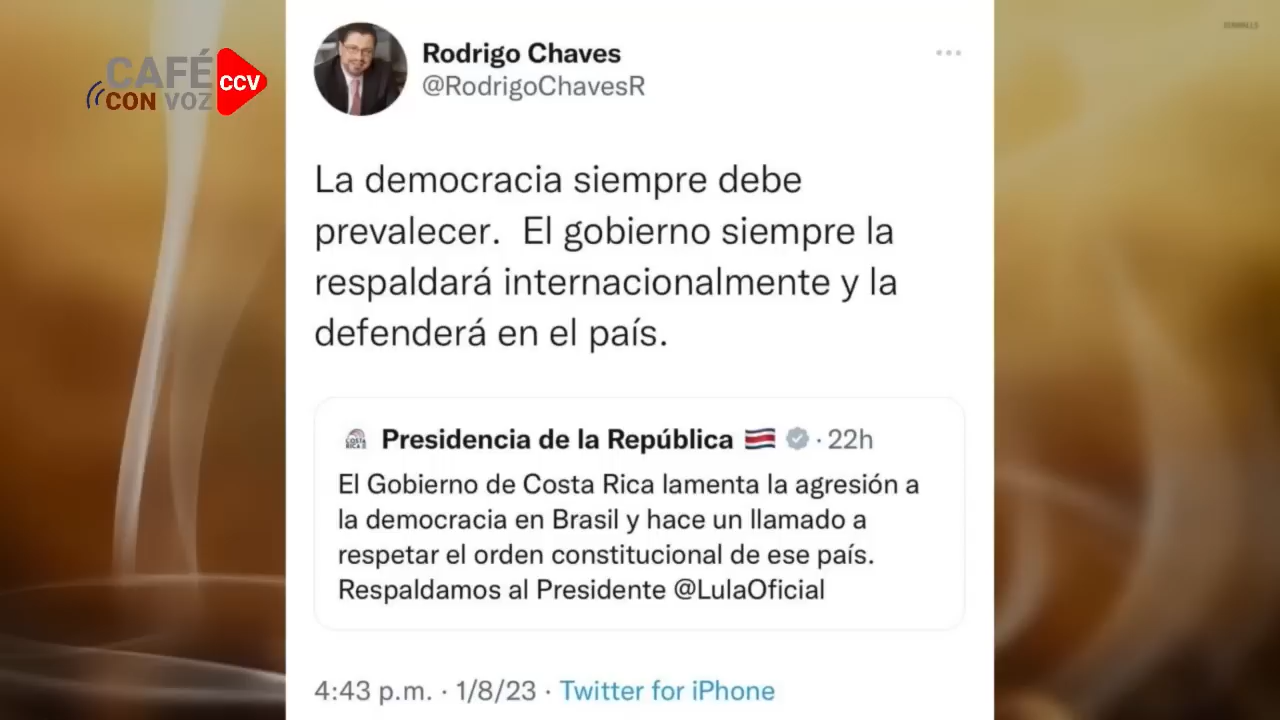 CAFÉ
CON VOZ
CCV
Rodrigo Chaves
@RodrigoChavesR
La democracia siempre debe
prevalecer. El gobierno siempre la
respaldará internacionalmente y la
defenderá en el país.
Presidencia de la República · 22h
El Gobierno de Costa Rica lamenta la agresión a
la democracia en Brasil y hace un llamado a
respetar el orden constitucional de ese país.
Respaldamos al Presidente @LulaOficial
4:43 p.m. · 1/8/23 · Twitter for iPhone